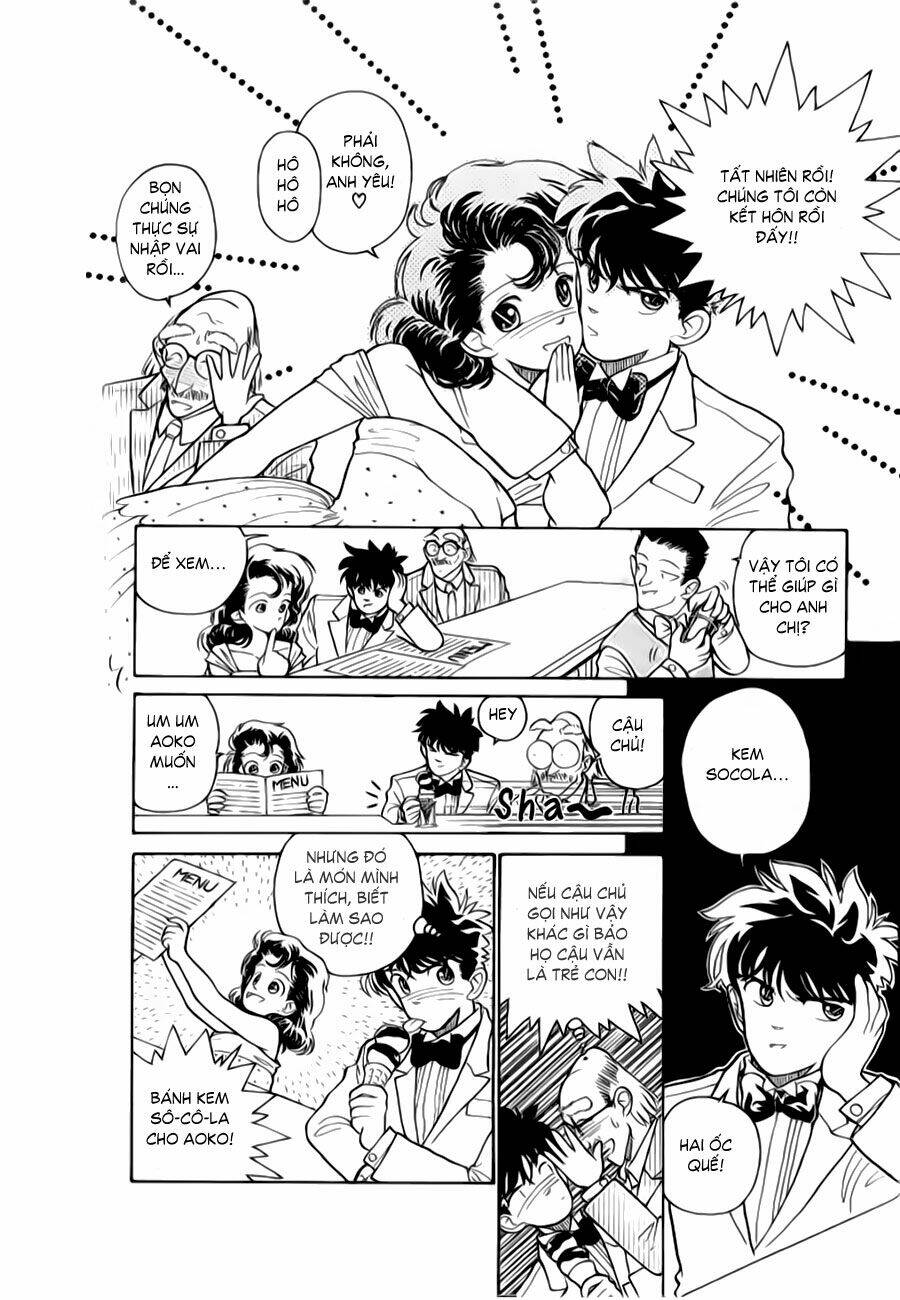 TẤT NHIÊN RỒI!
CHÚNG TÔI CÒN
KẾT HÔN RỒI
ĐẤY!!
PHẢI
KHÔNG,
ANH YÊU!
♡
HÔ
HÔ
HÔ
BỌN
CHÚNG
THỰC SỰ
NHẬP VAI
RỒI...
VẬY TÔI CÓ
THỂ GIÚP GÌ
CHO ANH
CHỊ?
ĐỂ XEM...
MENU
KEM
SOCOLA...
HAI ỐC
QUẾ!
CẬU
CHỦ!
HEY
Sha~
UM UM
AOKO
MUỐN
...
MENU
NẾU CẬU CHỦ
GỌI NHƯ VẬY
KHÁC GÌ BẢO
HỌ CẬU VẪN
LÀ TRẺ CON!!
NHƯNG ĐÓ
LÀ MÓN MÌNH
THÍCH, BIẾT
LÀM SAO
ĐƯỢC!!
MENU
BÁNH KEM
SÔ-CÔ-LA
CHO AOKO!